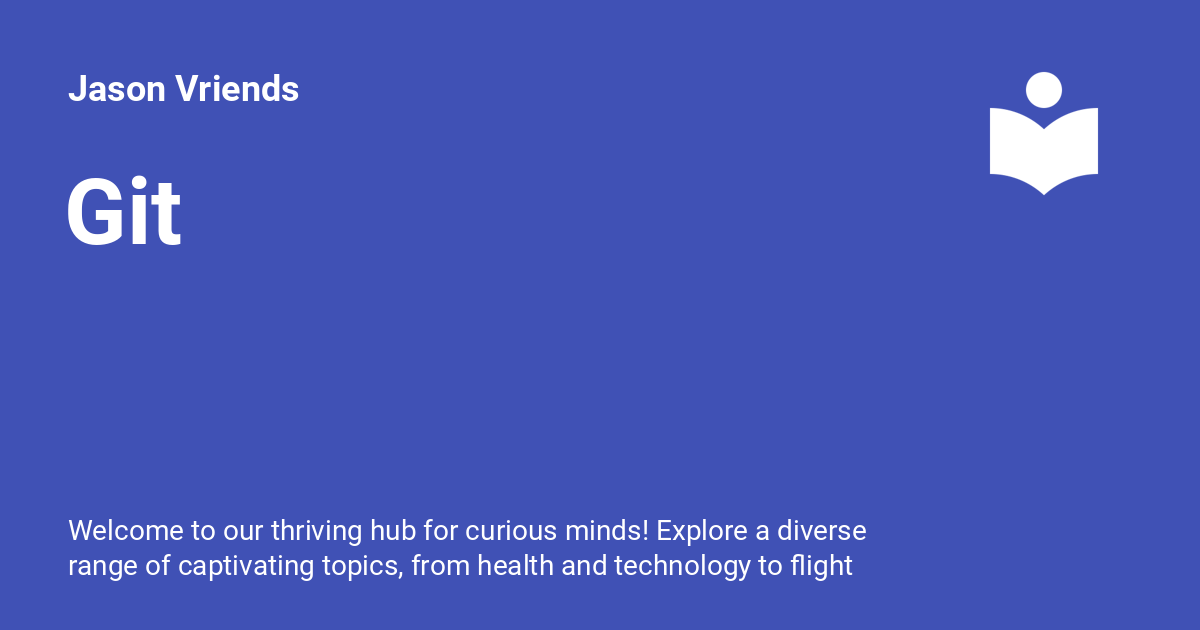 Jason Vriends
Git
Welcome to our thriving hub for curious minds! Explore a diverse
range of captivating topics, from health and technology to flight